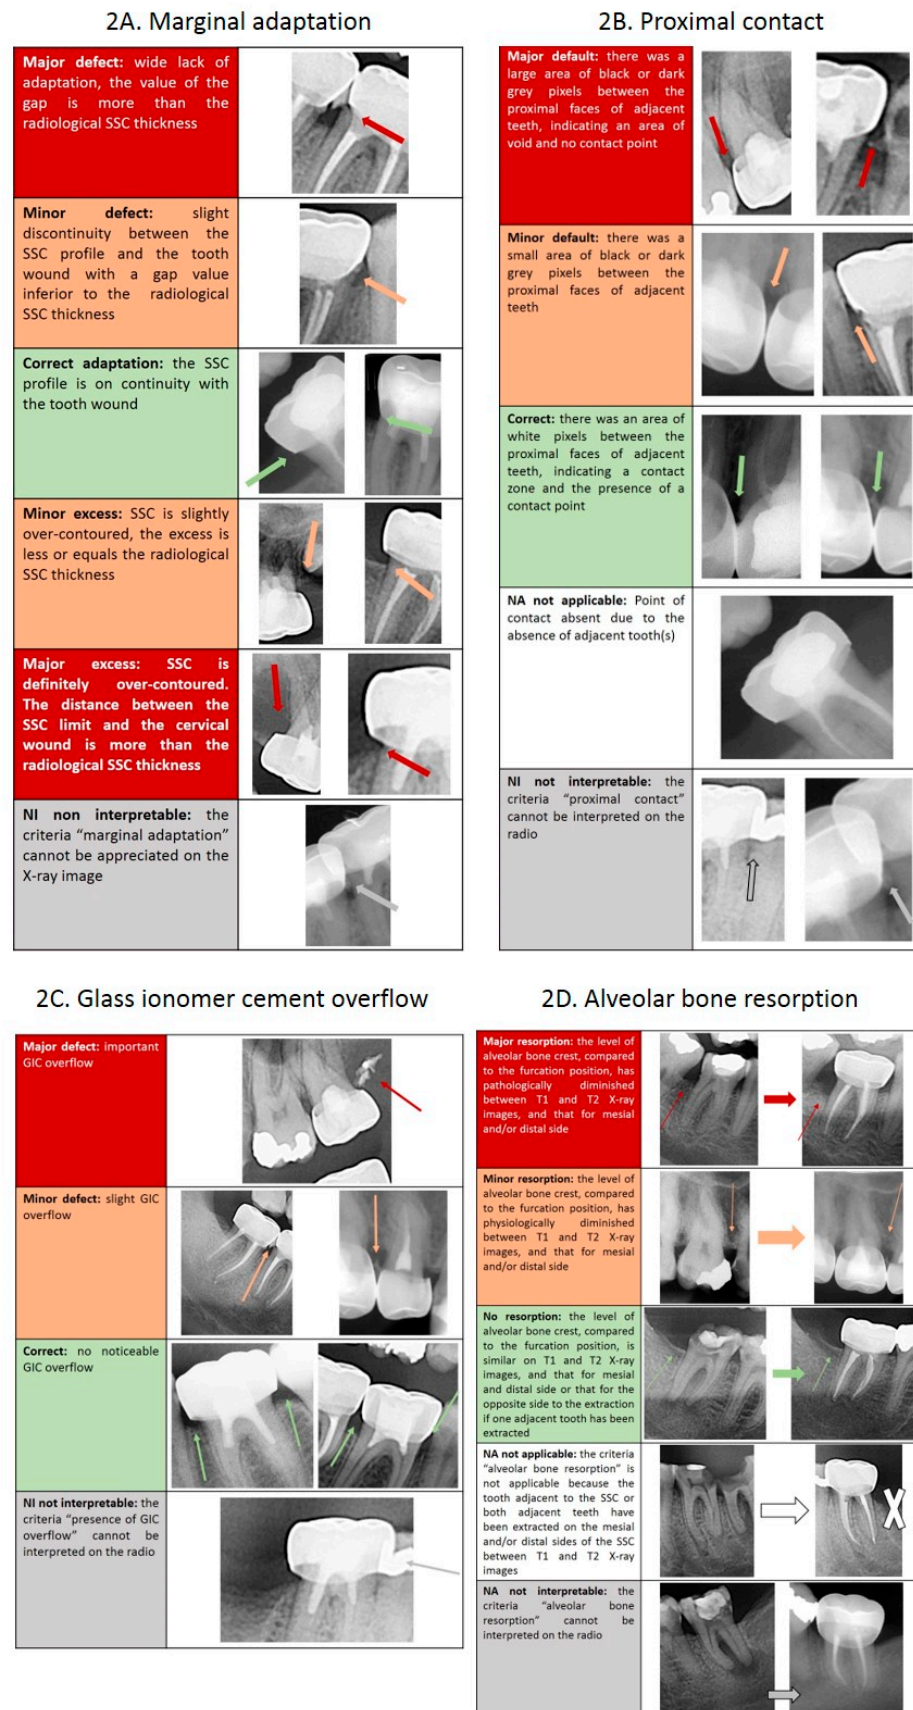 2A. Marginal adaptation
Major defect: wide lack of
adaptation, the value of the
gap is more than the
radiological SSC thickness
Minor defect: slight
discontinuity between the
SSC profile and the tooth
wound with a gap value
inferior to the radiological
SSC thickness
Correct adaptation: the SSC
profile is on continuity with
the tooth wound
Minor excess: SSC is slightly
over-contoured, the excess is
less or equals the radiological
SSC thickness
Major excess: SSC is
definitely over-contoured.
The distance between the
SSC limit and the cervical
wound is more than the
radiological SSC thickness
NI non interpretable: the
criteria “marginal adaptation”
cannot be appreciated on the
X-ray image
2B. Proximal contact
Major default: there was a
large area of black or dark
grey pixels between the
proximal faces of adjacent
teeth, indicating an area of
void and no contact point
Minor default: there was a
small area of black or dark
grey pixels between the
proximal faces of adjacent
teeth
Correct: there was an area of
white pixels between the
proximal faces of adjacent
teeth, indicating a contact
zone and the presence of a
contact point
NA not applicable: Point of
contact absent due to the
absence of adjacent tooth(s)
NI not interpretable: the
criteria “proximal contact”
cannot be interpreted on the
radio
2C. Glass ionomer cement overflow
Major defect: important
GIC overflow
Minor defect: slight GIC
overflow
Correct: no noticeable
GIC overflow
NI not interpretable: the
criteria “presence of GIC
overflow” cannot be
interpreted on the radio
2D. Alveolar bone resorption
Major resorption: the level of
alveolar bone crest, compared
to the furcation position, has
pathologically diminished
between T1 and T2 X-ray
images, and that for mesial
and/or distal side
Minor resorption: the level of
alveolar bone crest, compared
to the furcation position, has
physiologically diminished
between T1 and T2 X-ray
images, and that for mesial
and/or distal side
No resorption: the level of
alveolar bone crest, compared
to the furcation position, is
similar on T1 and T2 X-ray
images, and that for mesial
and distal side or that for the
opposite side to the extraction
if one adjacent tooth has been
extracted
NA not applicable: the criteria
“alveolar bone resorption” is
not applicable because the
tooth adjacent to the SSC or
both adjacent teeth have
been extracted on the mesial
and/or distal sides of the SSC
between T1 and T2 X-ray
images
NA not interpretable: the
criteria “alveolar bone
resorption” cannot be
interpreted on the radio